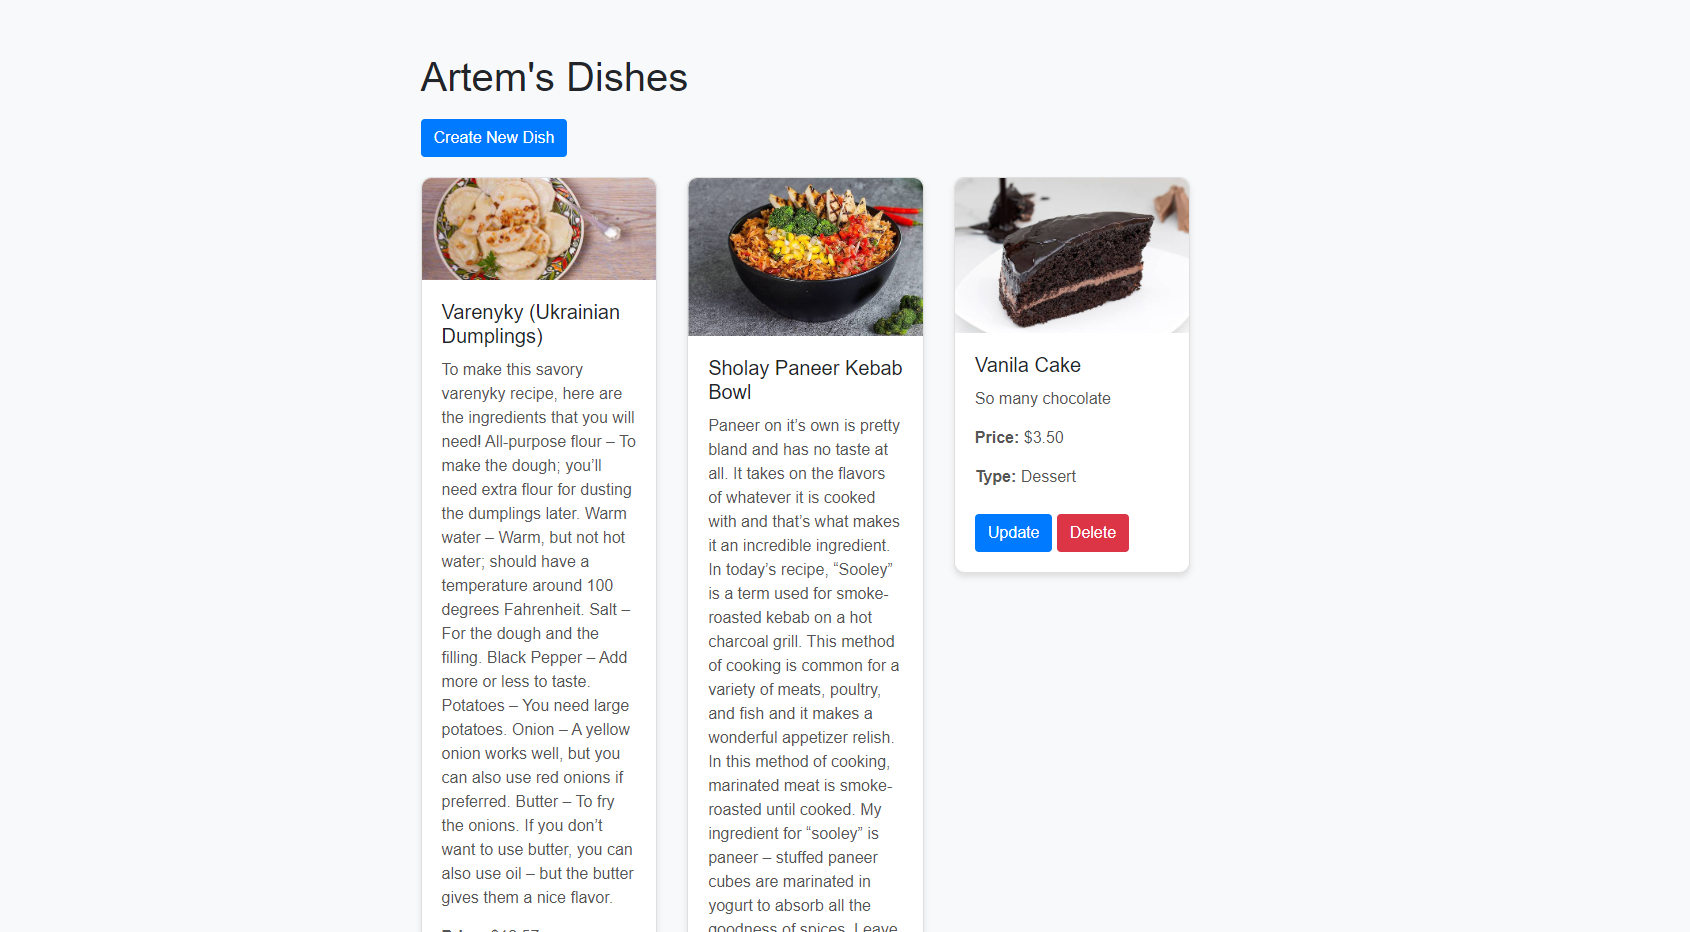 Artem's Dishes
Create New Dish
Varenyky (Ukrainian
Dumplings)
To make this savory
varenyky recipe, here are
the ingredients that you will
need! All-purpose flour – To
make the dough; you’ll
need extra flour for dusting
the dumplings later. Warm
water – Warm, but not hot
water; should have a
temperature around 100
degrees Fahrenheit. Salt –
For the dough and the
filling. Black Pepper – Add
more or less to taste.
Potatoes – You need large
potatoes. Onion – A yellow
onion works well, but you
can also use red onions if
preferred. Butter – To fry
the onions. If you don’t
want to use butter, you can
also use oil – but the butter
gives them a nice flavor.
Sholay Paneer Kebab
Bowl
Paneer on it’s own is pretty
bland and has no taste at
all. It takes on the flavors
of whatever it is cooked
with and that’s what makes
it an incredible ingredient.
In today’s recipe, “Sooley”
is a term used for smoke-
roasted kebab on a hot
charcoal grill. This method
of cooking is common for a
variety of meats, poultry,
and fish and it makes a
wonderful appetizer relish.
In this method of cooking,
marinated meat is smoke-
roasted until cooked. My
ingredient for “sooley” is
paneer – stuffed paneer
cubes are marinated in
yogurt to absorb all the
goodness of spices. Leave
Vanila Cake
So many chocolate
Price: $3.50
Type: Dessert
Update
Delete